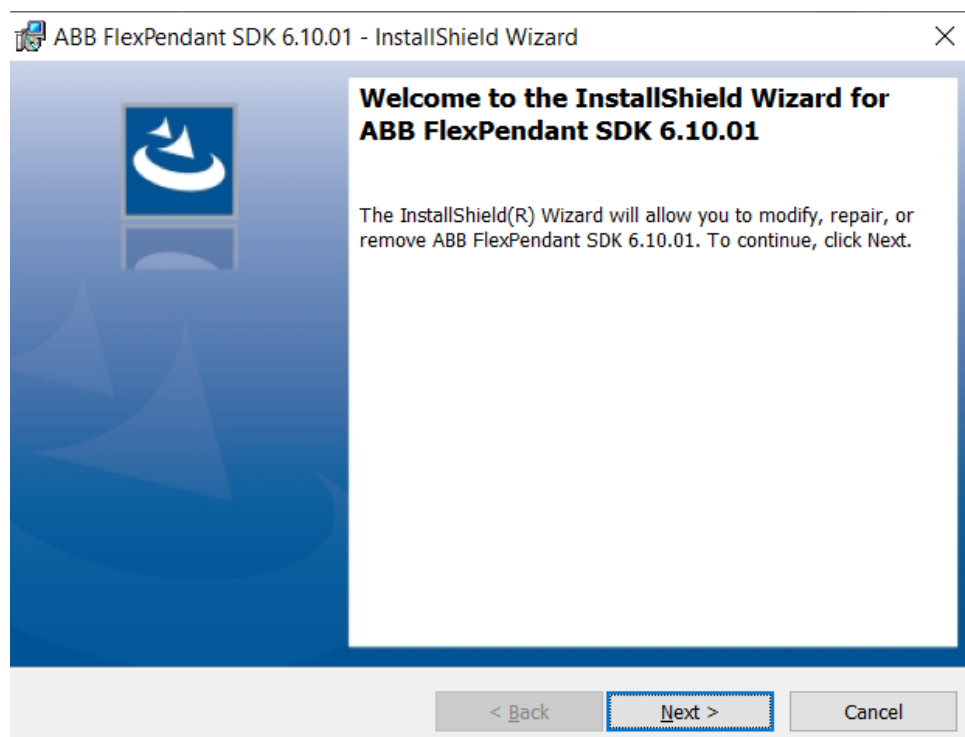 ABB FlexPendant SDK 6.10.01 - InstallShield Wizard
Welcome to the InstallShield Wizard for
ABB FlexPendant SDK 6.10.01
The InstallShield(R) Wizard will allow you to modify, repair, or
remove ABB FlexPendant SDK 6.10.01. To continue, click Next.
< Back Next > Cancel